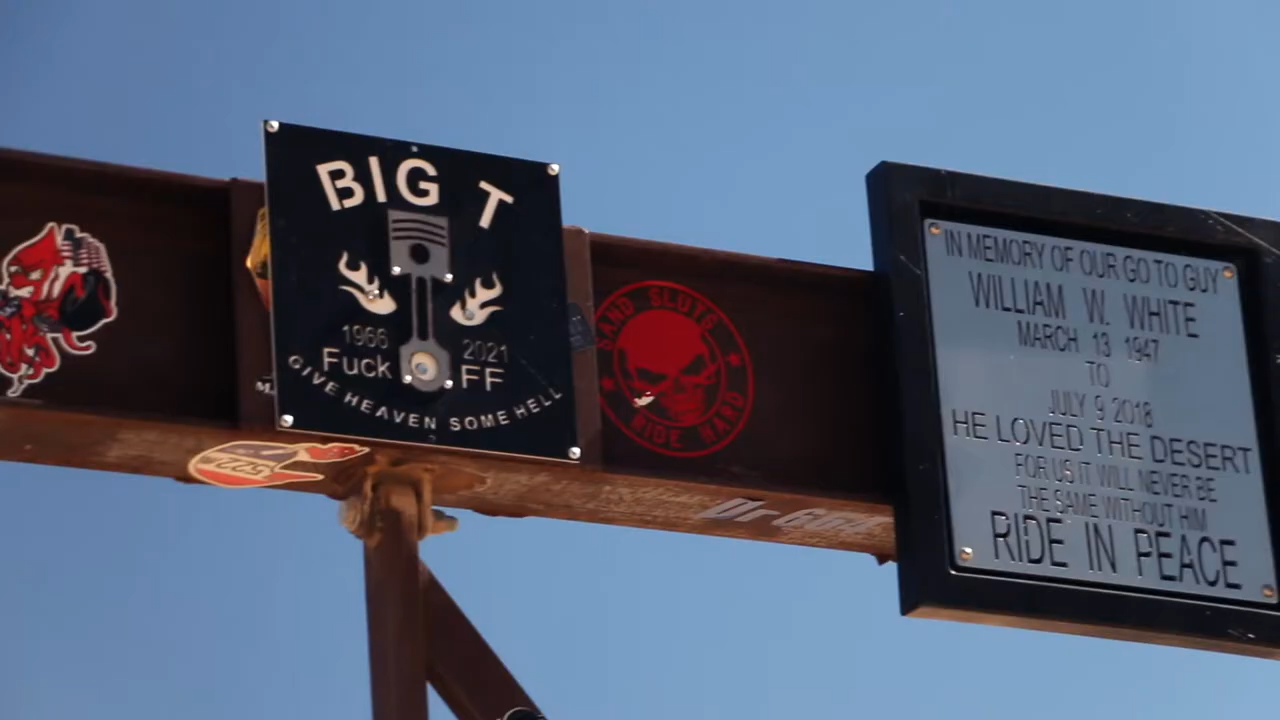 BIG T
1966
2021
Fuck
FF
GIVE HEAVEN SOME HELL
SAND SLUTS
RIDE HARD
IN MEMORY OF OUR GO TO GUY
WILLIAM W. WHITE
MARCH 13 1947
TO
JULY 9 2018
HE LOVED THE DESERT
FOR US IT WILL NEVER BE
THE SAME WITHOUT HIM
RIDE IN PEACE